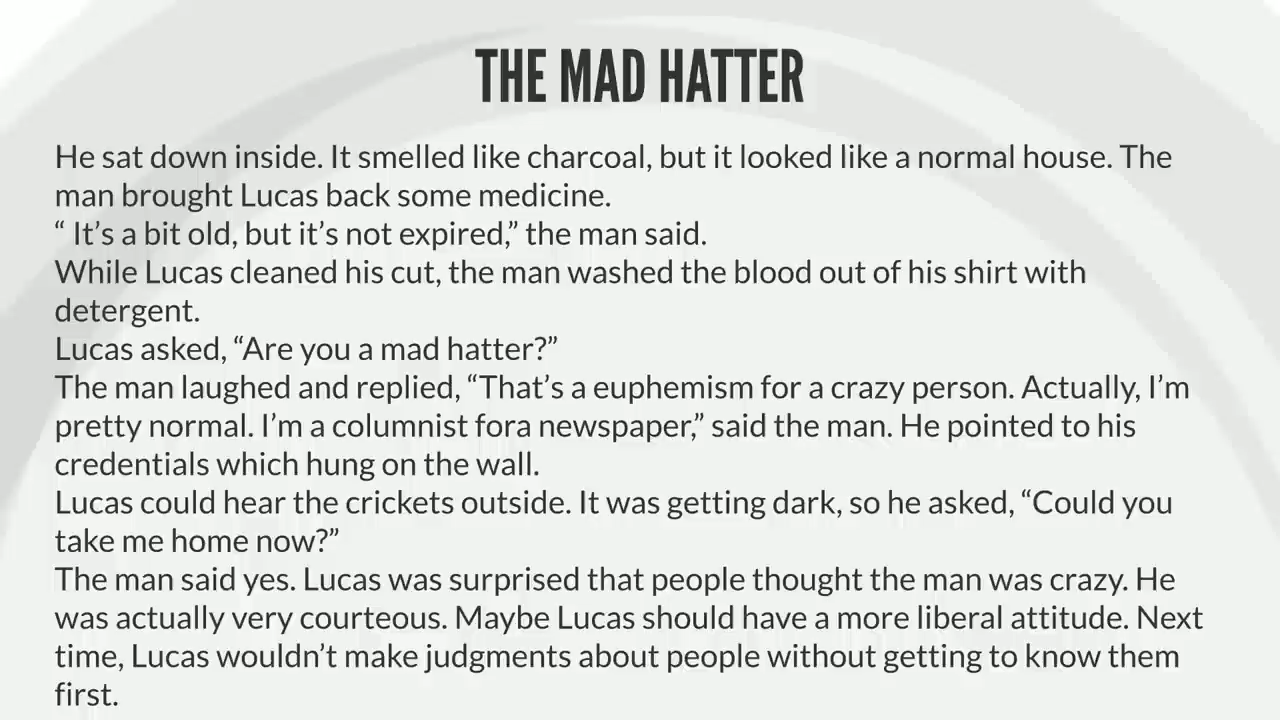 THE MAD HATTER
He sat down inside. It smelled like charcoal, but it looked like a normal house. The
man brought Lucas back some medicine.
“ It’s a bit old, but it’s not expired,” the man said.
While Lucas cleaned his cut, the man washed the blood out of his shirt with
detergent.
Lucas asked, “Are you a mad hatter?”
The man laughed and replied, “That’s a euphemism for a crazy person. Actually, I’m
pretty normal. I’m a columnist fora newspaper,” said the man. He pointed to his
credentials which hung on the wall.
Lucas could hear the crickets outside. It was getting dark, so he asked, “Could you
take me home now?”
The man said yes. Lucas was surprised that people thought the man was crazy. He
was actually very courteous. Maybe Lucas should have a more liberal attitude. Next
time, Lucas wouldn’t make judgments about people without getting to know them
first.